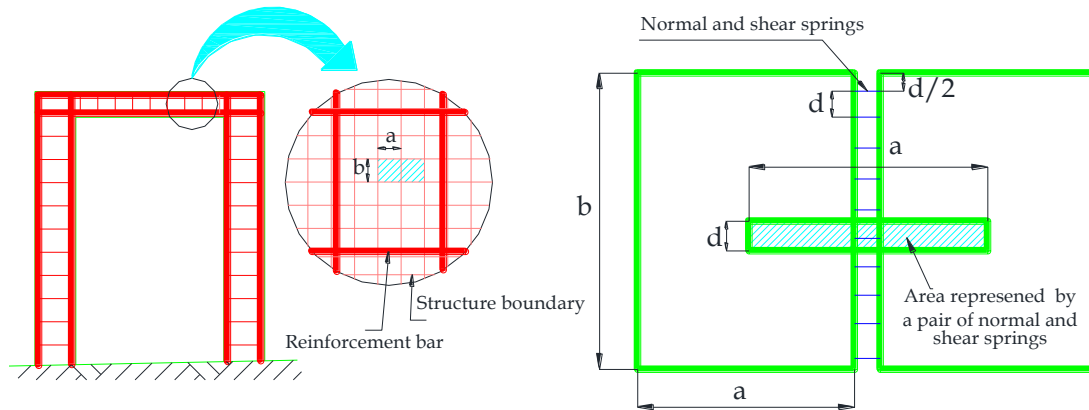 a
b
Structure boundary
Reinforcement bar
Normal and shear springs
d/2
d
a
b
d
Area represened by
a pair of normal and
shear springs
a